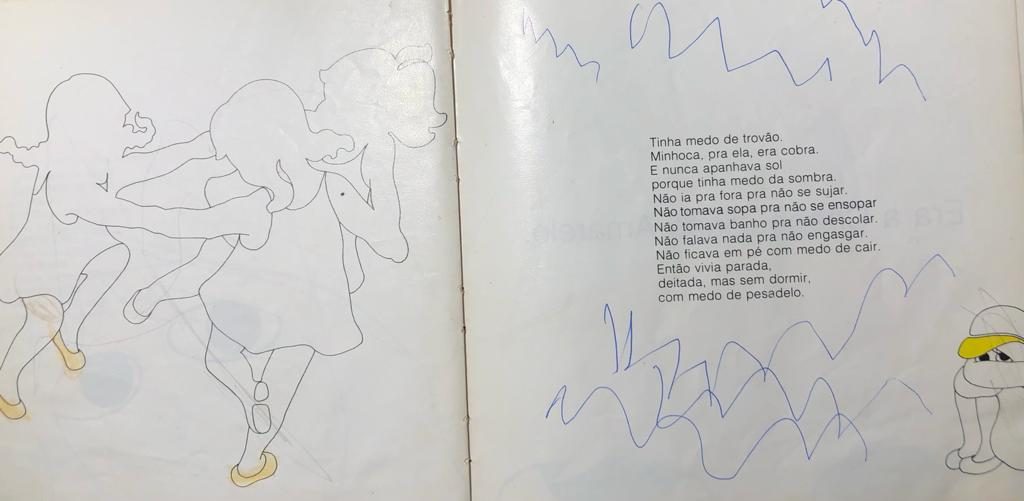 Tinha medo de trovão.
Minhoca, pra ela, era cobra.
E nunca apanhava sol
porque tinha medo da sombra.
Não ia pra fora pra não se sujar.
Não tomava sopa pra não se ensopar
Não tomava banho pra não descolar.
Não falava nada pra não engasgar.
Não ficava em pé com medo de cair.
Então vivia parada,
deitada, mas sem dormir,
com medo de pesadelo.